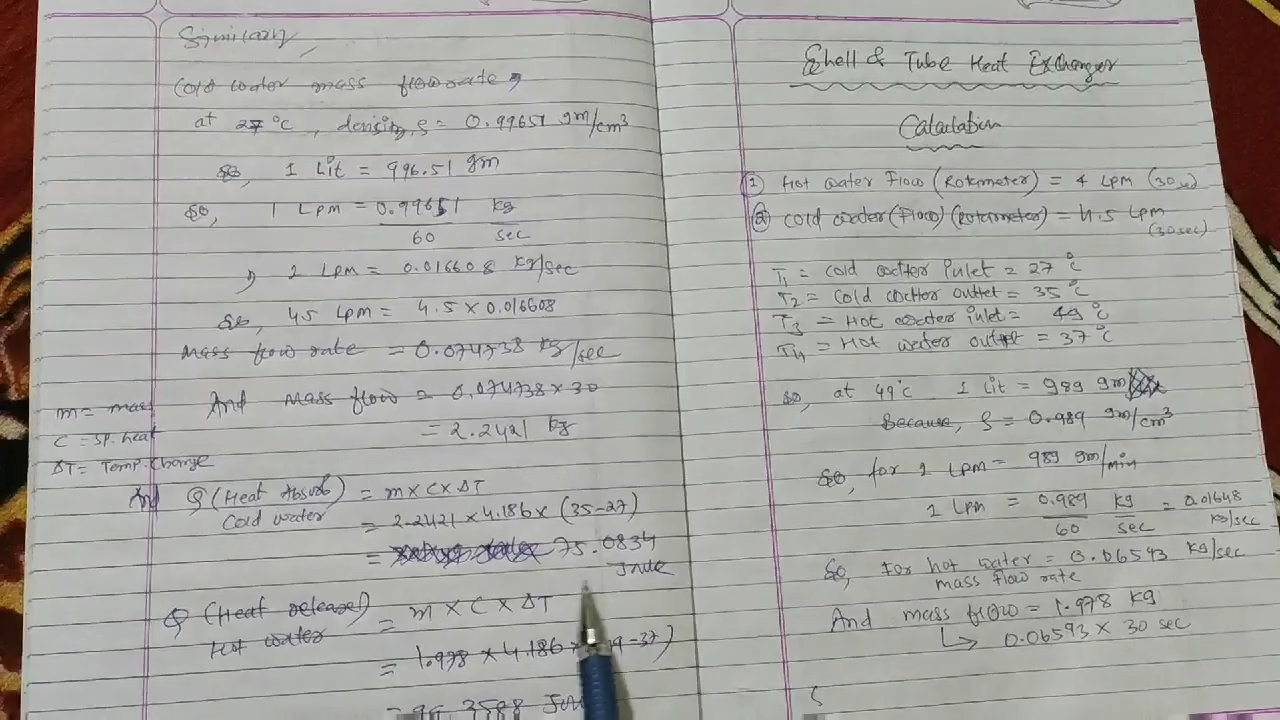 Similary,
Cold water mass flow rate,
at 27 °C, density, ρ = 0.99651 gm/cm³
So, 1 Lit = 996.51 gm
So, 1 LPM = 0.99651 kg
60 sec
, 1 LPM = 0.016608 kg/sec
So, 4.5 LPM = 4.5 × 0.016608
Mass flow rate = 0.074738 kg/sec
And mass flow = 0.074738 × 30
= 2.2421 kg
m = mass
C = sp. heat
ΔT = Temp. Change
And Q (Heat Absorb) = m × C × ΔT
Cold water = 2.2421 × 4.186 × (35-27)
= 75.0834
Joule
Q (Heat released) = m × C × ΔT
Hot water
= 1.978 × 4.186 × -37)
= 99.3588
Shell & Tube Heat Exchanger
Calculation
① Hot water Flow (Rotameter) = 4 LPM (30 sec)
② Cold water (Flow) (Rotameter) = 4.5 LPM
(30 sec)
T1 = cold water inlet = 27 °C
T2 = cold water outlet = 35 °C
T3 = Hot water inlet = 49 °C
T4 = Hot water outlet = 37 °C
So, at 49°C 1 Lit = 989 gm
Because, ρ = 0.989 gm/cm³
So, for 1 LPM = 989 gm/min
1 LPM = 0.989 kg = 0.01648
60 sec kg/sec
So, For hot water = 0.06593 kg/sec
mass flow rate
And mass flow = 1.978 kg
↳ 0.06593 × 30 sec